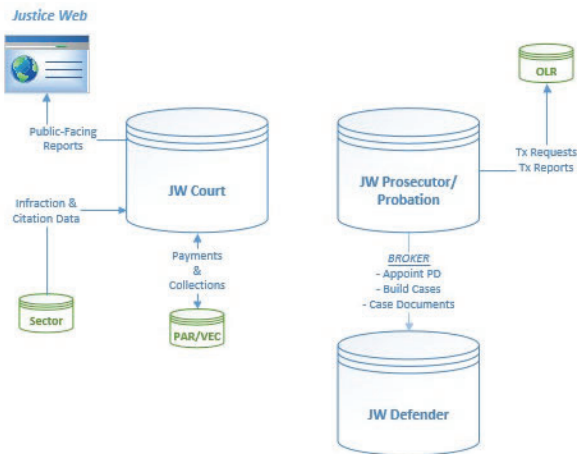 Justice Web
Public-Facing
Reports
JW Court
Infraction &
Citation Data
Payments
&
Collections
Sector
PAR/VEC
OLR
Tx Requests
Tx Reports
JW Prosecutor/
Probation
BROKER
- Appoint PD
- Build Cases
- Case Documents
JW Defender